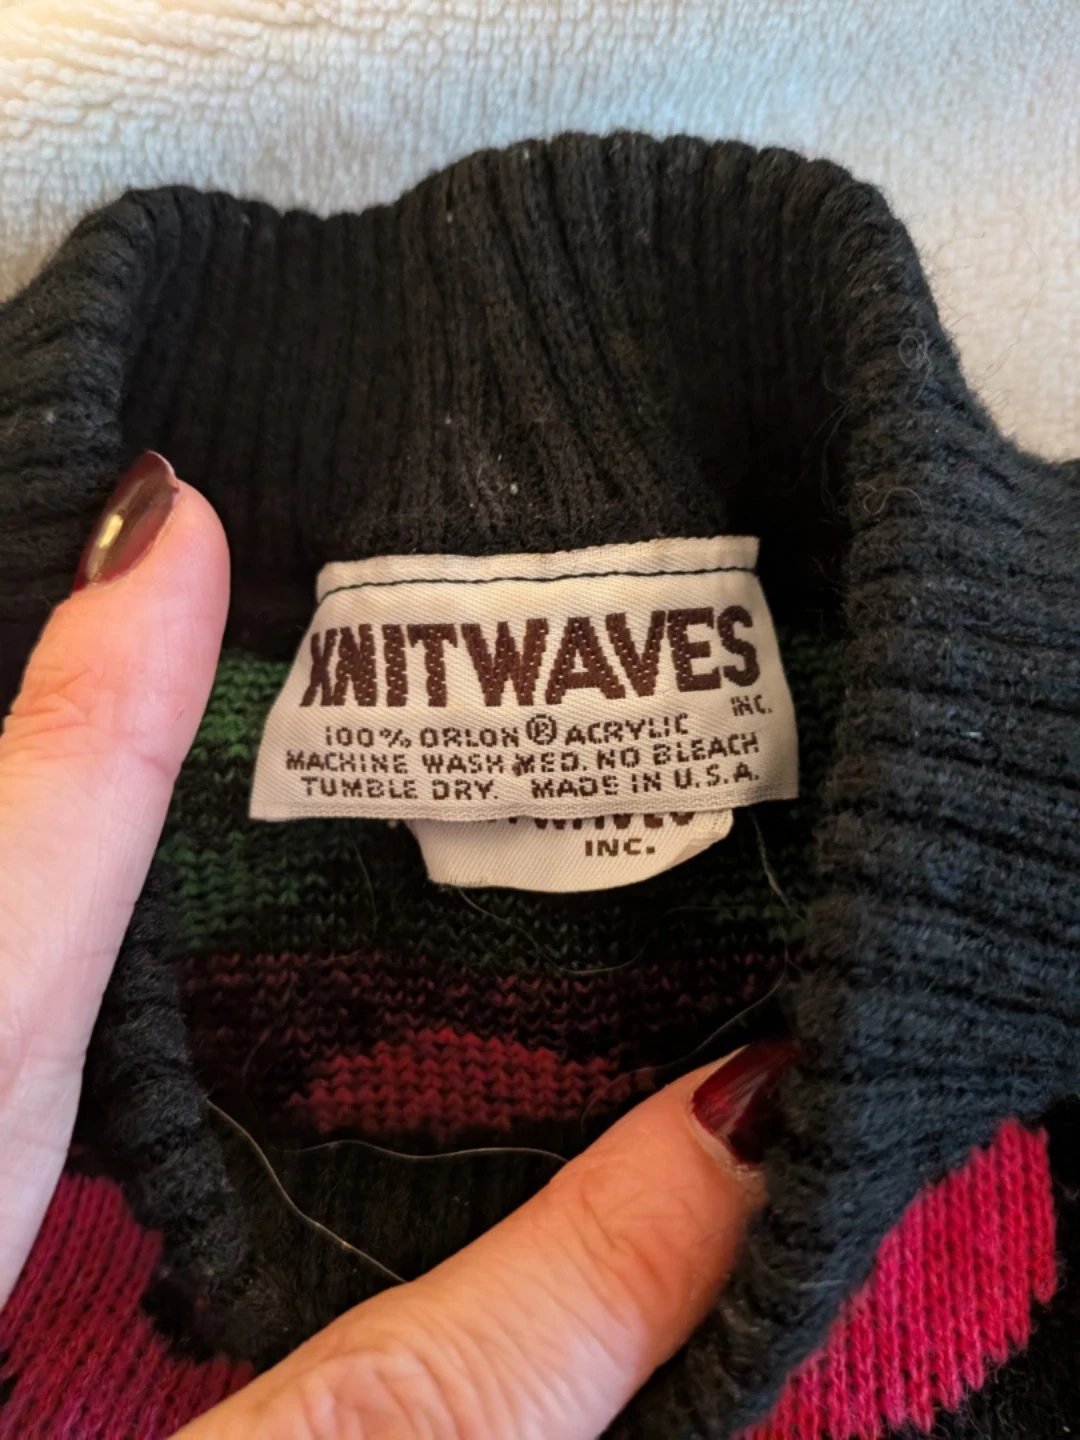 KNITWAVES
INC.
100% ORLON ® ACRYLIC
MACHINE WASH MED. NO BLEACH
TUMBLE DRY. MADE IN U.S.A.
INC.